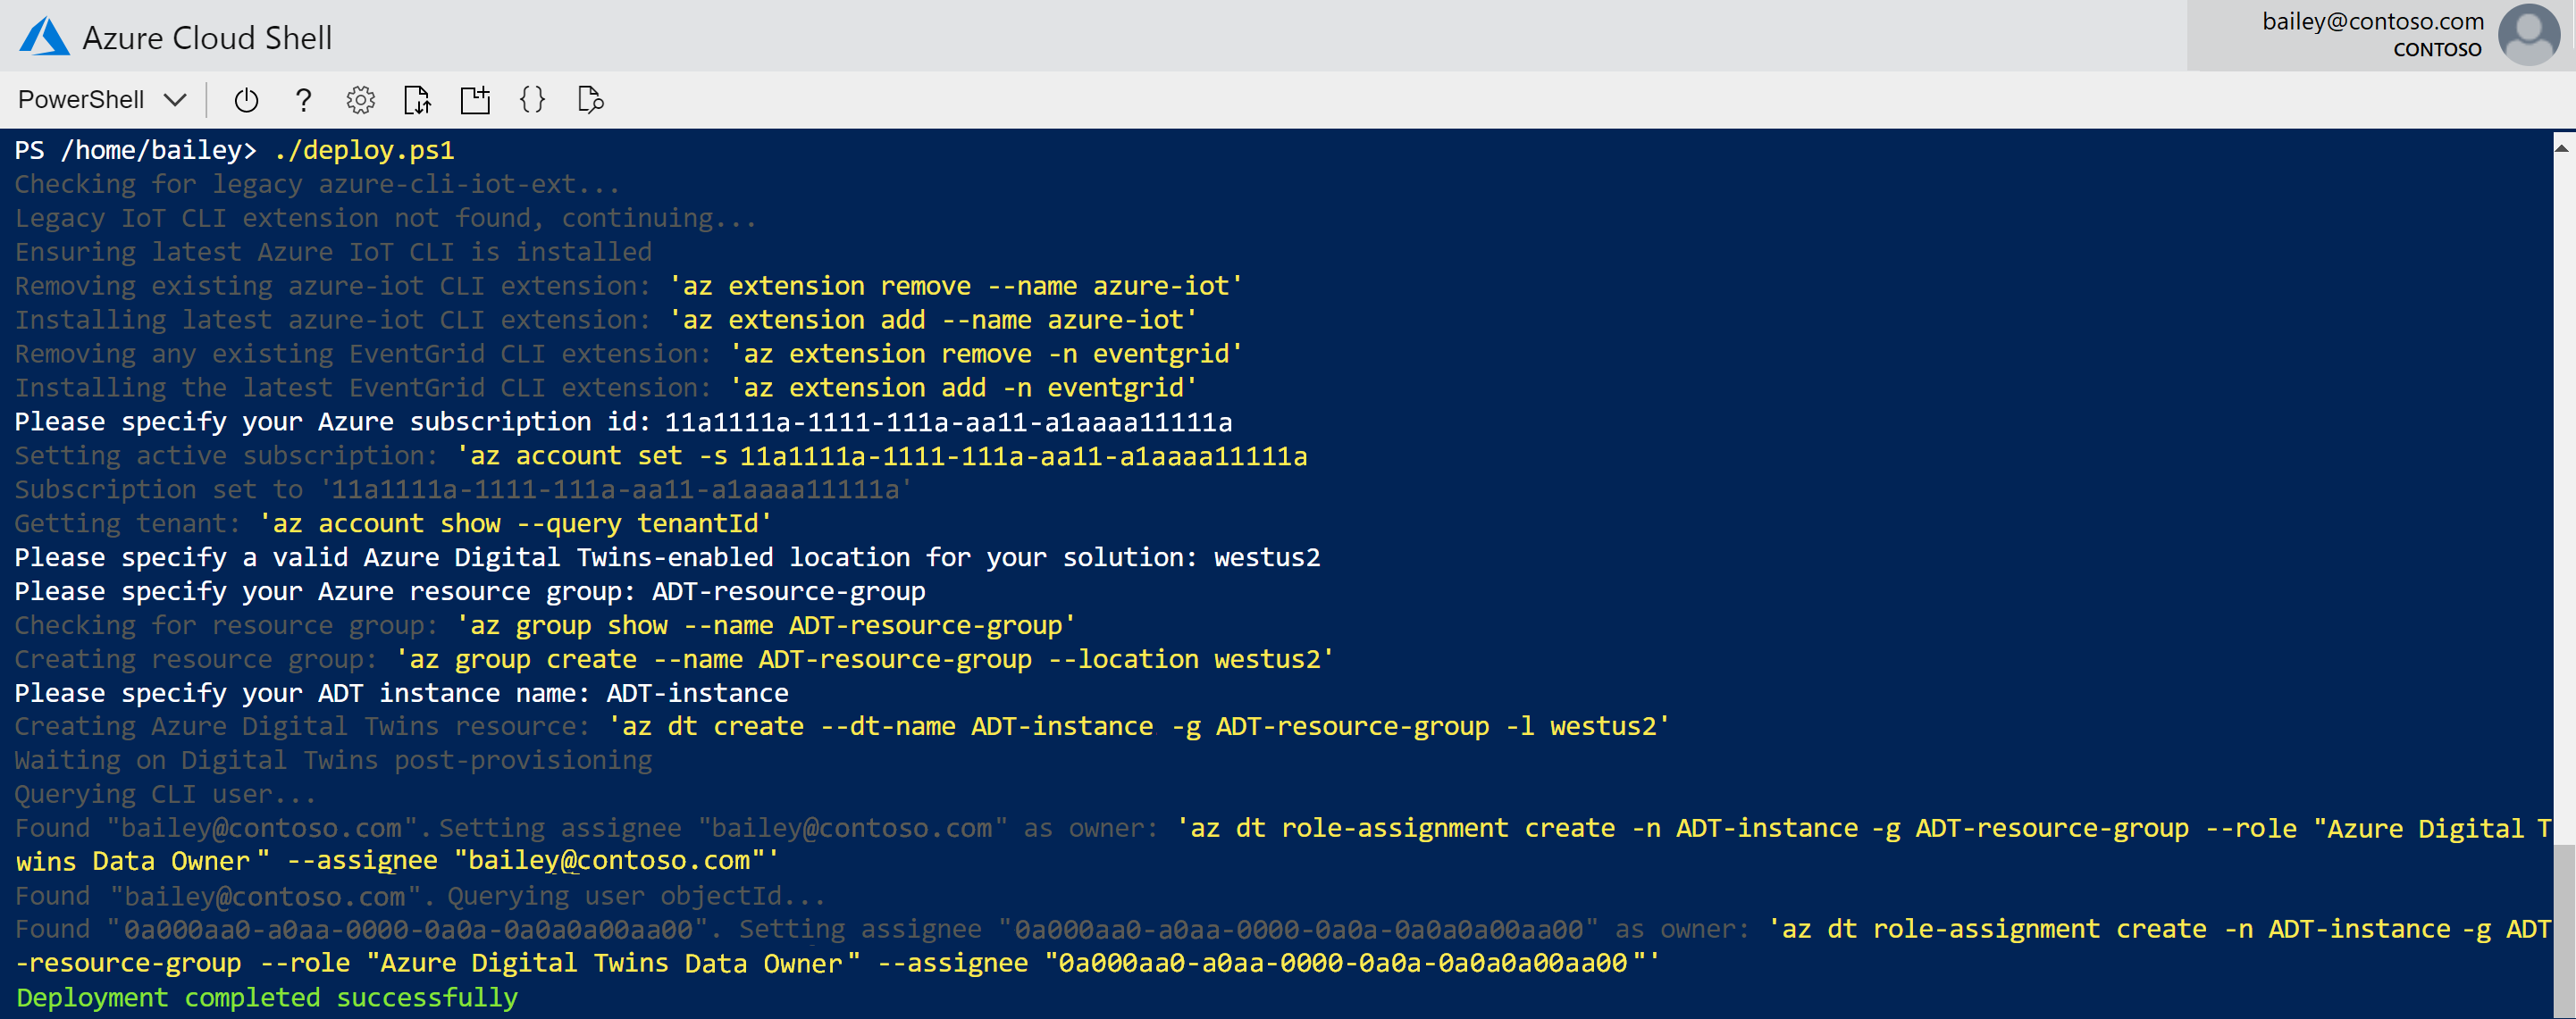 Azure Cloud Shell
bailey@contoso.com
CONTOSO
PowerShell
PS /home/bailey> ./deploy.ps1
Checking for legacy azure-cli-iot-ext...
Legacy IoT CLI extension not found, continuing...
Ensuring latest Azure IoT CLI is installed
Removing existing azure-iot CLI extension: 'az extension remove --name azure-iot'
Installing latest azure-iot CLI extension: 'az extension add --name azure-iot'
Removing any existing EventGrid CLI extension: 'az extension remove -n eventgrid'
Installing the latest EventGrid CLI extension: 'az extension add -n eventgrid'
Please specify your Azure subscription id: 11a1111a-1111-111a-aa11-a1aaaa11111a
Setting active subscription: 'az account set -s 11a1111a-1111-111a-aa11-a1aaaa11111a
Subscription set to '11a1111a-1111-111a-aa11-a1aaaa11111a'
Getting tenant: 'az account show --query tenantId'
Please specify a valid Azure Digital Twins-enabled location for your solution: westus2
Please specify your Azure resource group: ADT-resource-group
Checking for resource group: 'az group show --name ADT-resource-group'
Creating resource group: 'az group create --name ADT-resource-group --location westus2'
Please specify your ADT instance name: ADT-instance
Creating Azure Digital Twins resource: 'az dt create --dt-name ADT-instance -g ADT-resource-group -l westus2'
Waiting on Digital Twins post-provisioning
Querying CLI user...
Found "bailey@contoso.com". Setting assignee "bailey@contoso.com" as owner: 'az dt role-assignment create -n ADT-instance -g ADT-resource-group --role "Azure Digital T
wins Data Owner" --assignee "bailey@contoso.com"'
Found "bailey@contoso.com". Querying user objectId...
Found "0a000aa0-a0aa-0000-0a0a-0a0a0a00aa00". Setting assignee "0a000aa0-a0aa-0000-0a0a-0a0a0a00aa00" as owner: 'az dt role-assignment create -n ADT-instance -g ADT
-resource-group --role "Azure Digital Twins Data Owner" --assignee "0a000aa0-a0aa-0000-0a0a-0a0a0a00aa00"'
Deployment completed successfully